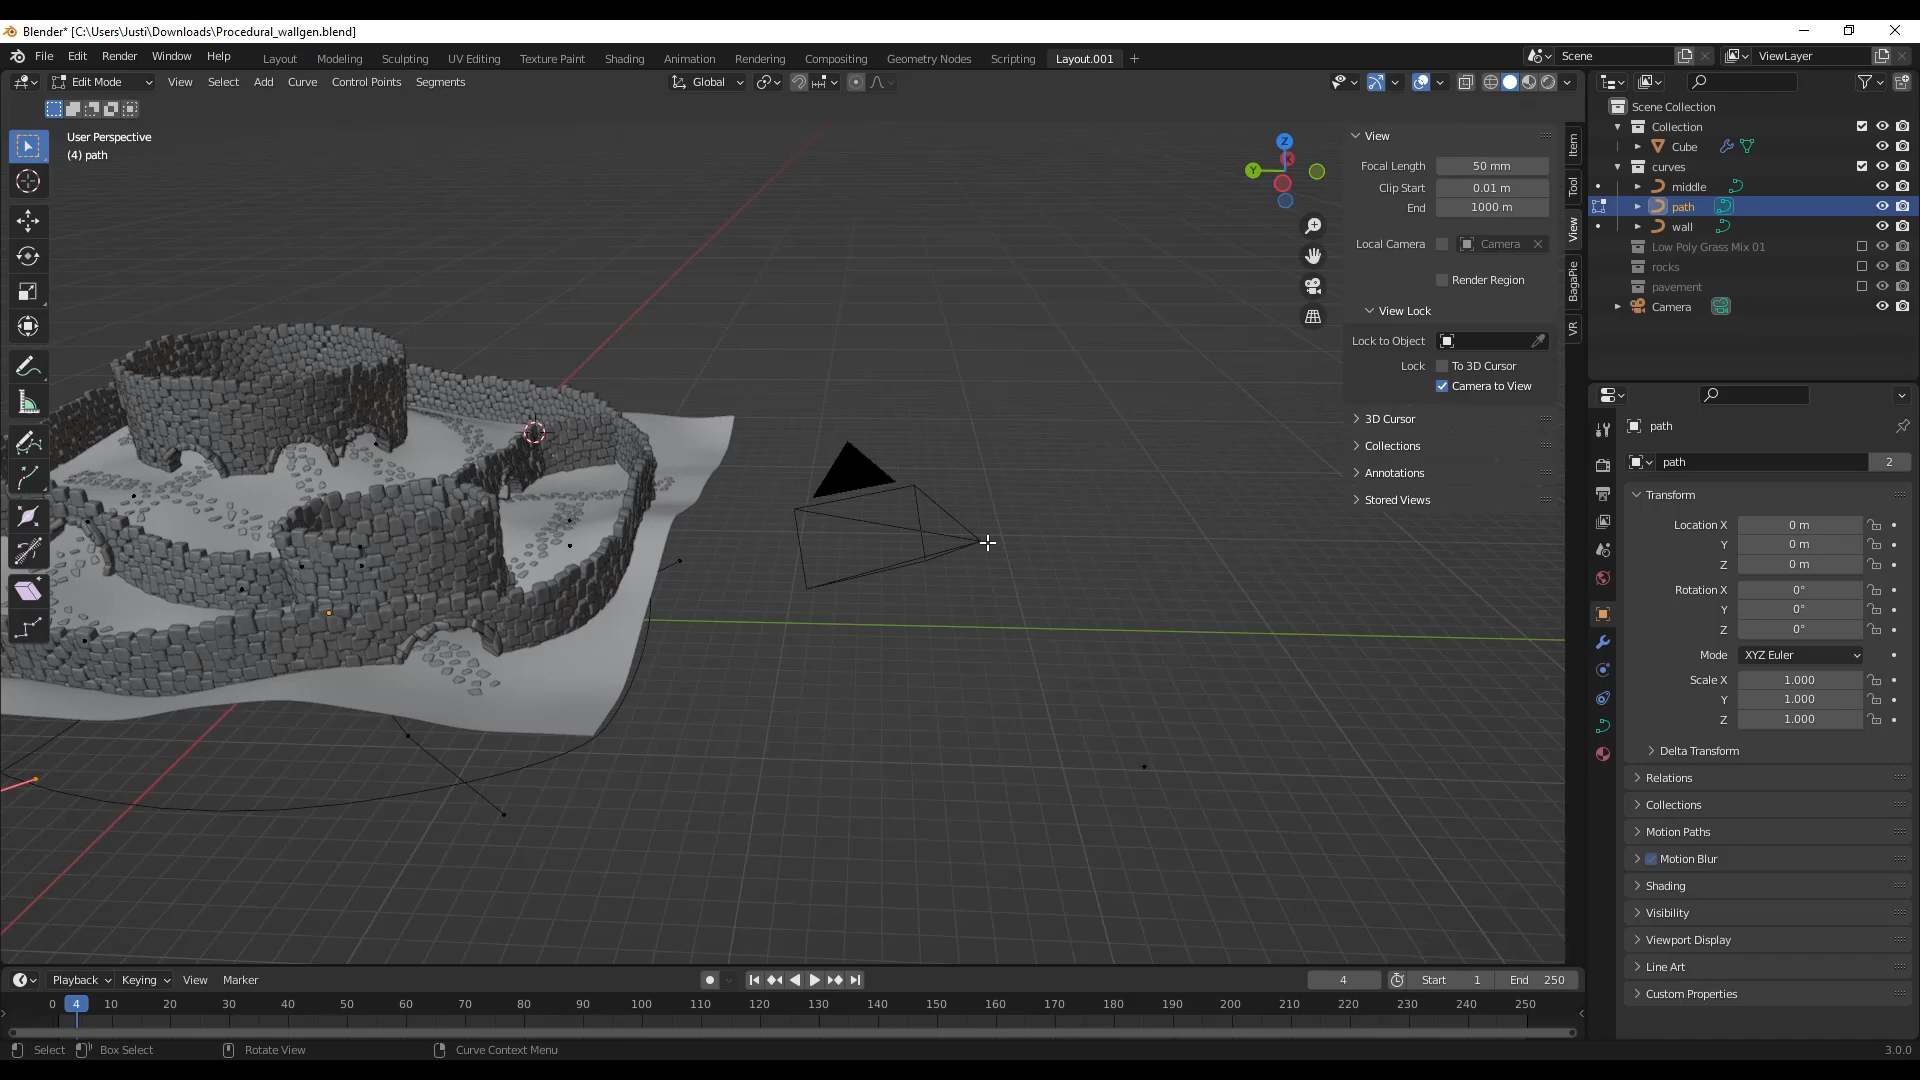 Blender* [C:\Users\Justi\Downloads\Procedural_wallgen.blend]
File Edit Render Window Help Layout Modeling Sculpting UV Editing Texture Paint Shading Animation Rendering Compositing Geometry Nodes Scripting Layout.001 + Scene ViewLayer
Edit Mode View Select Add Curve Control Points Segments Global
User Perspective
(4) path
Z
X
Y
View
Focal Length 50 mm
Clip Start 0.01 m
End 1000 m
Local Camera Camera
Render Region
View Lock
Lock to Object
Lock To 3D Cursor
Camera to View
3D Cursor
Collections
Annotations
Stored Views
Item
Tool
View
BagaPie
VR
Scene Collection
Collection
Cube
curves
middle
path
wall
Low Poly Grass Mix 01
rocks
pavement
Camera
path
path 2
Transform
Location X 0 m
Y 0 m
Z 0 m
Rotation X 0°
Y 0°
Z 0°
Mode XYZ Euler
Scale X 1.000
Y 1.000
Z 1.000
Delta Transform
Relations
Collections
Motion Paths
Motion Blur
Shading
Visibility
Viewport Display
Line Art
Custom Properties
Playback Keying View Marker 4 Start 1 End 250
0 4 10 20 30 40 50 60 70 80 90 100 110 120 130 140 150 160 170 180 190 200 210 220 230 240 250
Select Box Select Rotate View Curve Context Menu 3.0.0